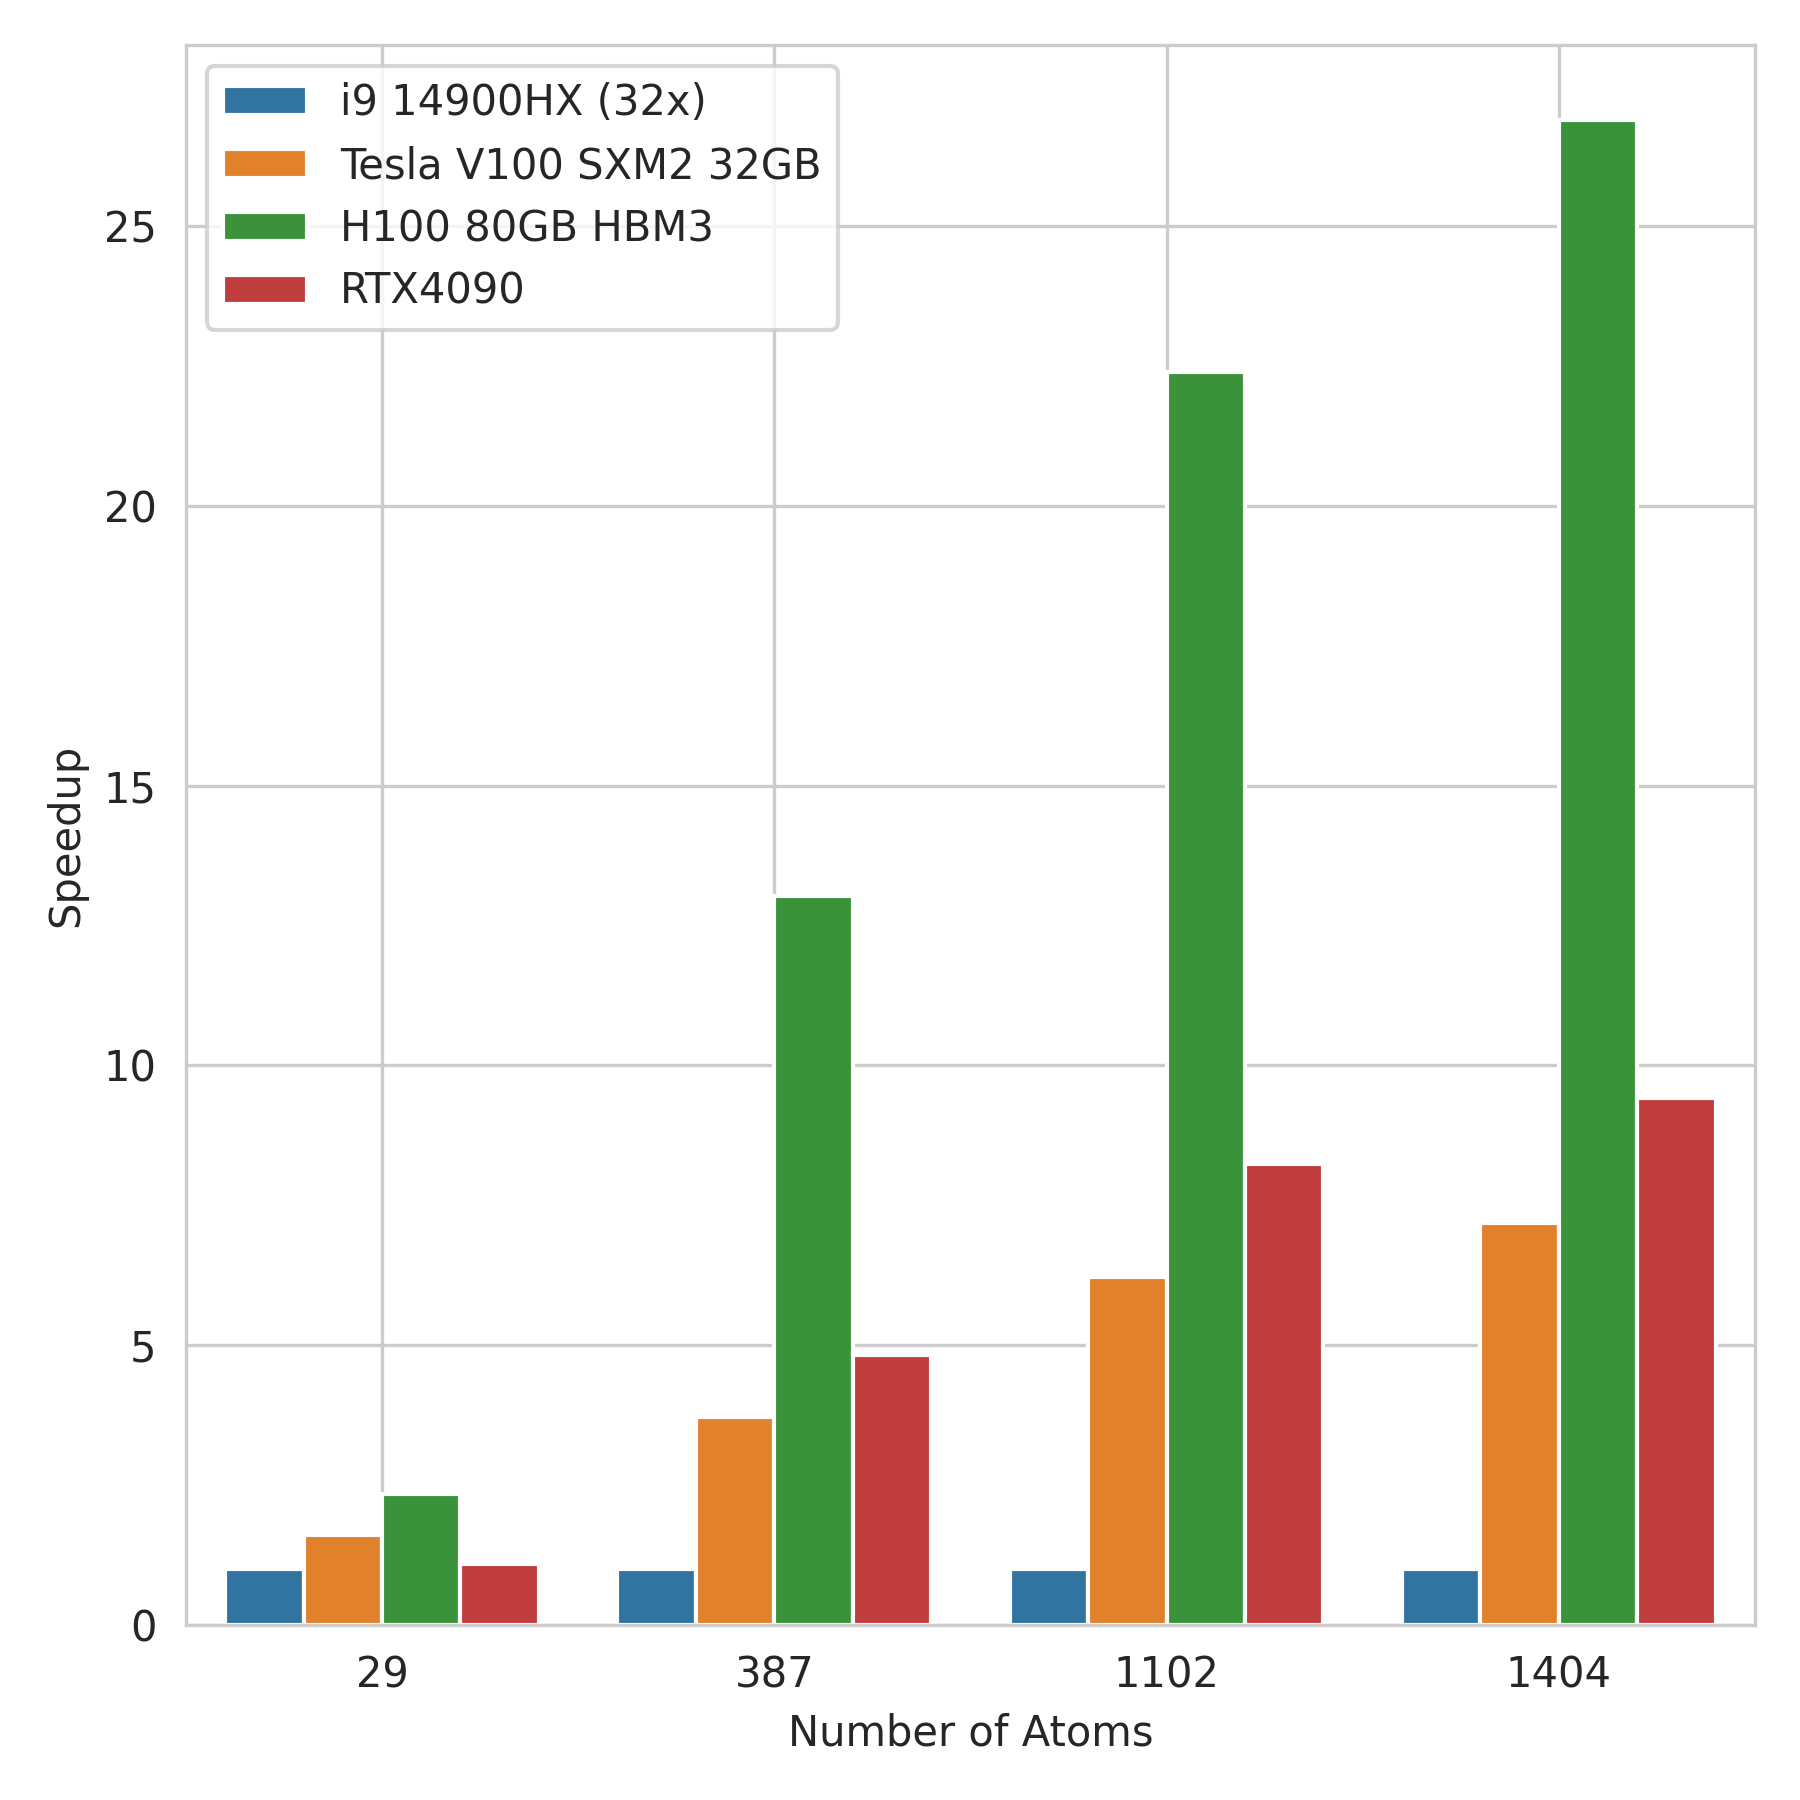 i9 14900HX (32x)
Tesla V100 SXM2 32GB
H100 80GB HBM3
RTX4090
25
20
15
10
5
0
Speedup
29 387 1102 1404
Number of Atoms